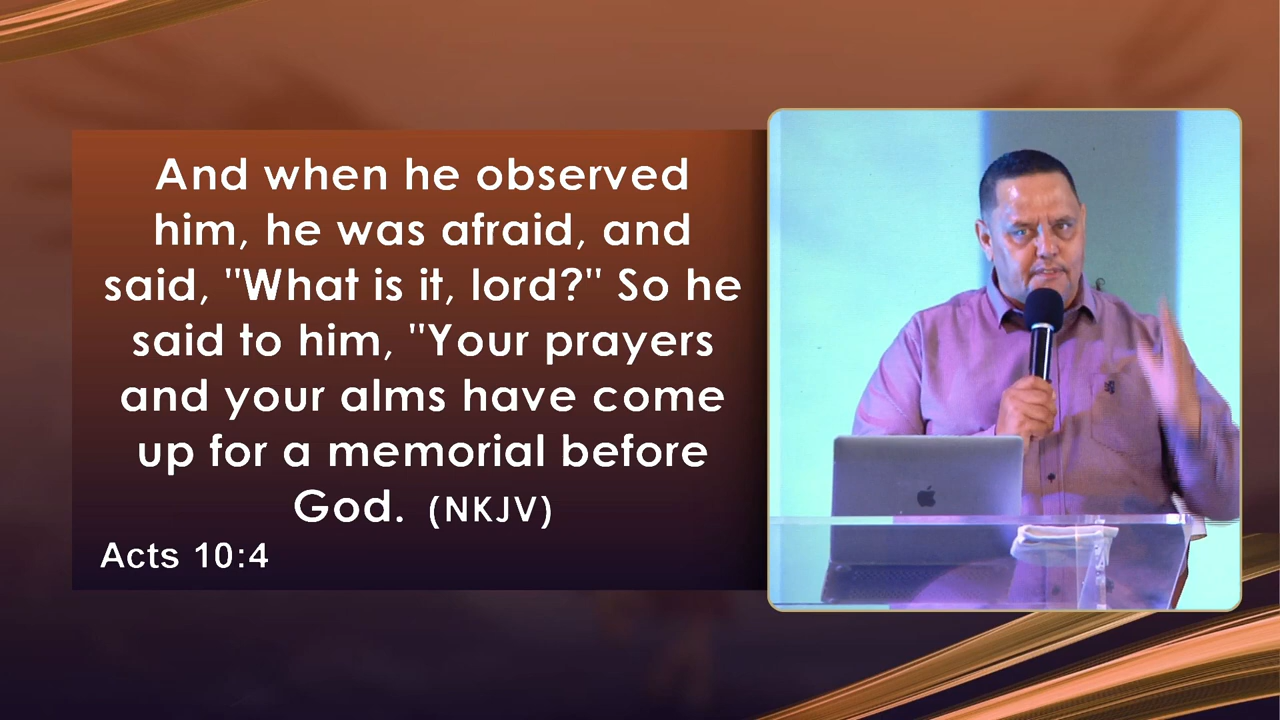 And when he observed
him, he was afraid, and
said, "What is it, lord?" So he
said to him, "Your prayers
and your alms have come
up for a memorial before
God. (NKJV)
Acts 10:4